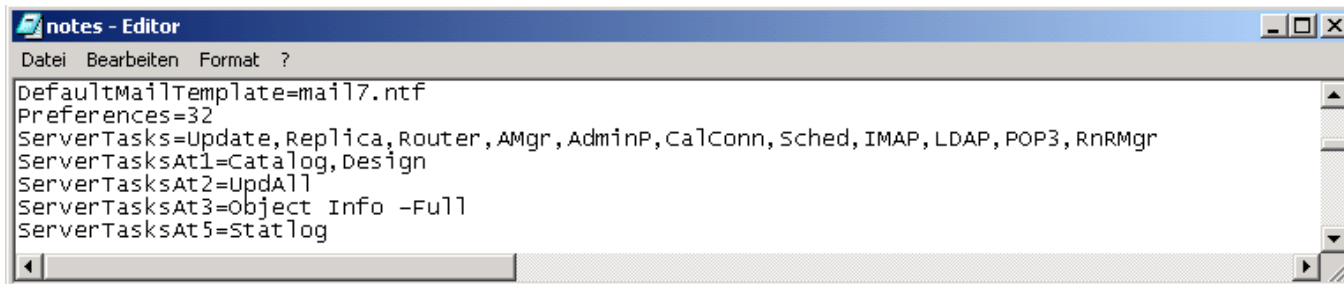 notes - Editor
Datei Bearbeiten Format ?
DefaultMailTemplate=mail7.ntf
Preferences=32
ServerTasks=Update,Replica,Router,AMgr,AdminP,CalConn,Sched,IMAP,LDAP,POP3,RnRMgr
ServerTasksAt1=Catalog,Design
ServerTasksAt2=UpdAll
ServerTasksAt3=Object Info -Full
ServerTasksAt5=Statlog